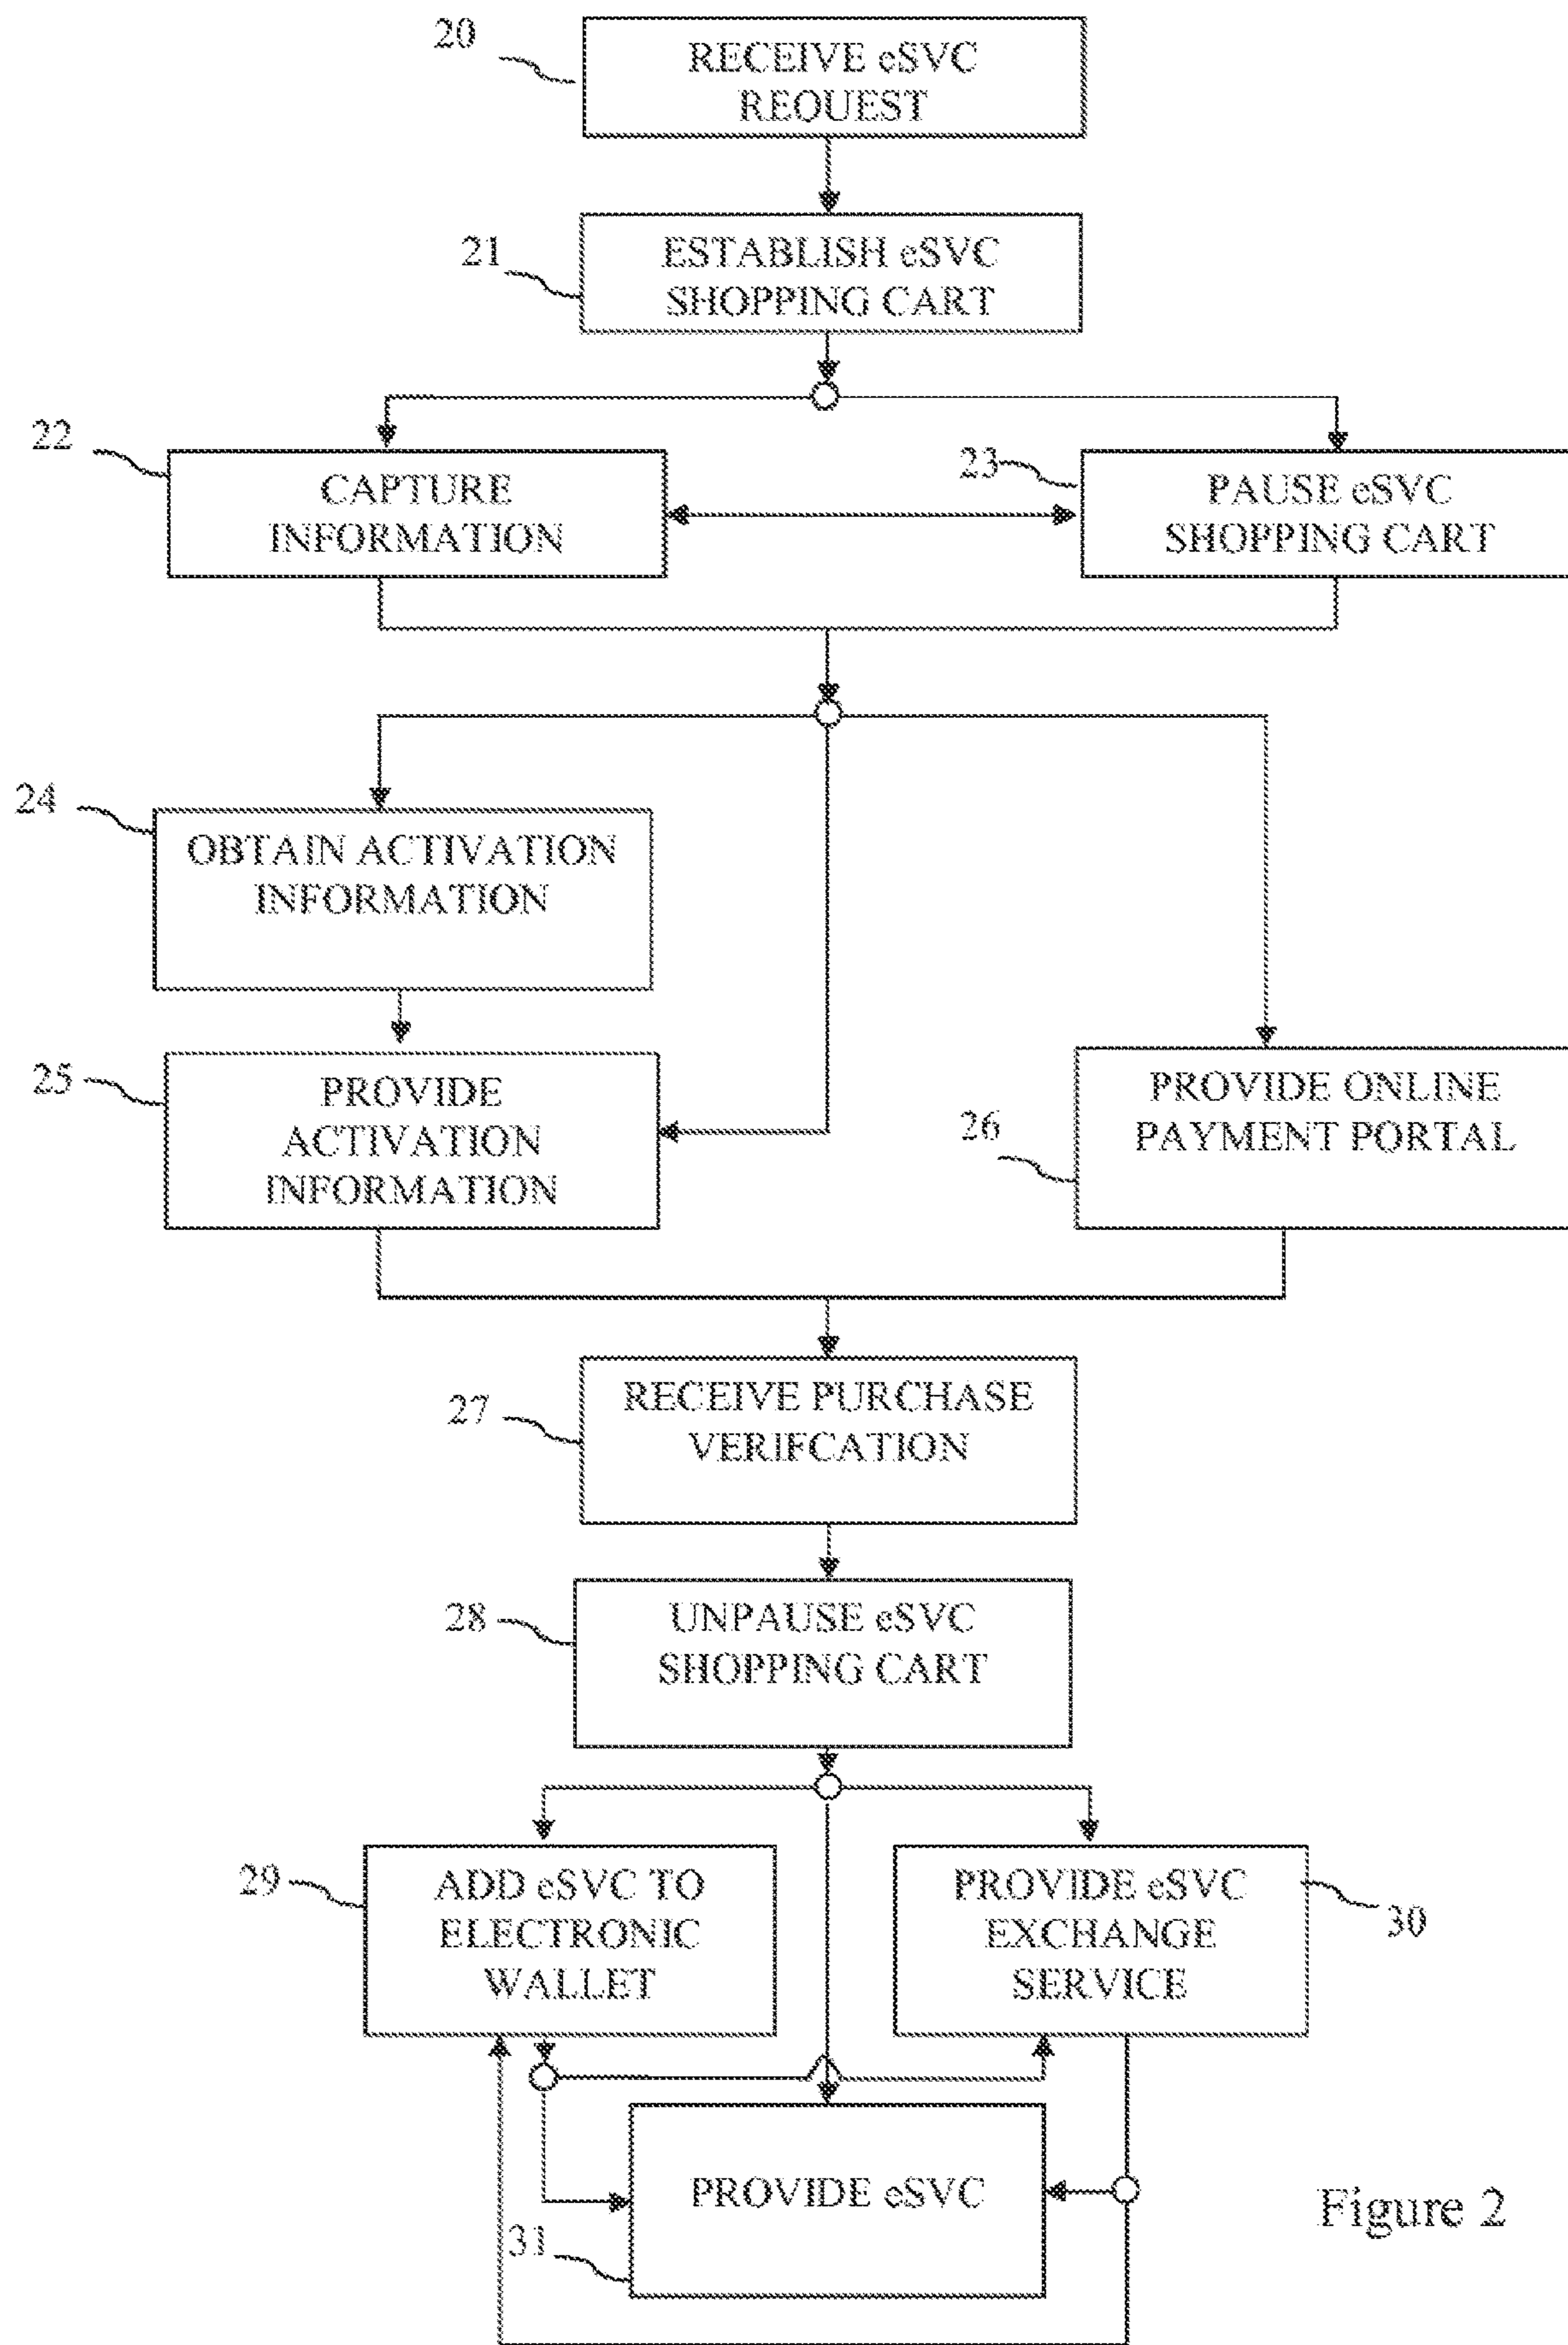 20
RECEIVE eSVC
REQUEST
21
ESTABLISH eSVC
SHOPPING CART
22
CAPTURE
INFORMATION
23
PAUSE eSVC
SHOPPING CART
24
OBTAIN ACTIVATION
INFORMATION
25
PROVIDE
ACTIVATION
INFORMATION
26
PROVIDE ONLINE
PAYMENT PORTAL
27
RECEIVE PURCHASE
VERIFCATION
28
UNPAUSE eSVC
SHOPPING CART
29
ADD eSVC TO
ELECTRONIC
WALLET
PROVIDE eSVC
EXCHANGE
SERVICE
30
PROVIDE eSVC
31
Figure 2